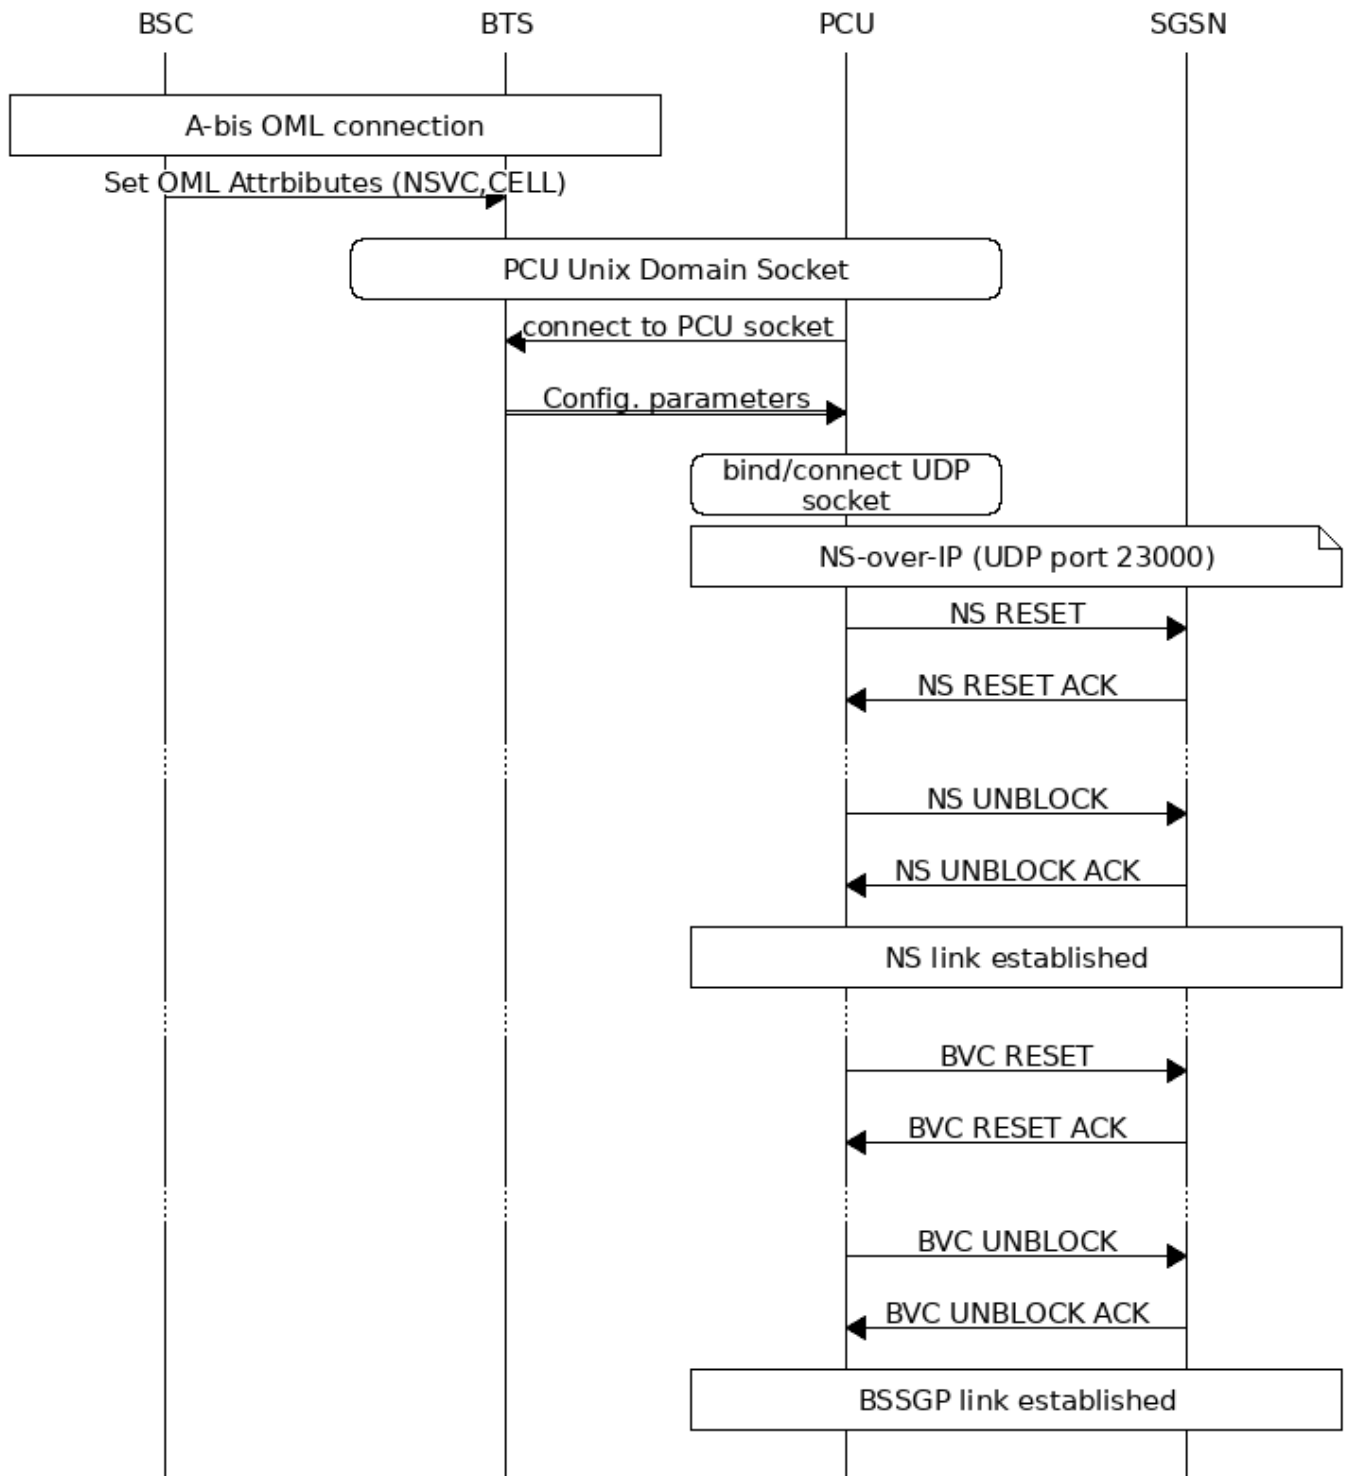 BSC BTS PCU SGSN
A-bis OML connection
Set OML Attrbibutes (NSVC,CELL)
PCU Unix Domain Socket
connect to PCU socket
Config. parameters
bind/connect UDP
socket
NS-over-IP (UDP port 23000)
NS RESET
NS RESET ACK
NS UNBLOCK
NS UNBLOCK ACK
NS link established
BVC RESET
BVC RESET ACK
BVC UNBLOCK
BVC UNBLOCK ACK
BSSGP link established